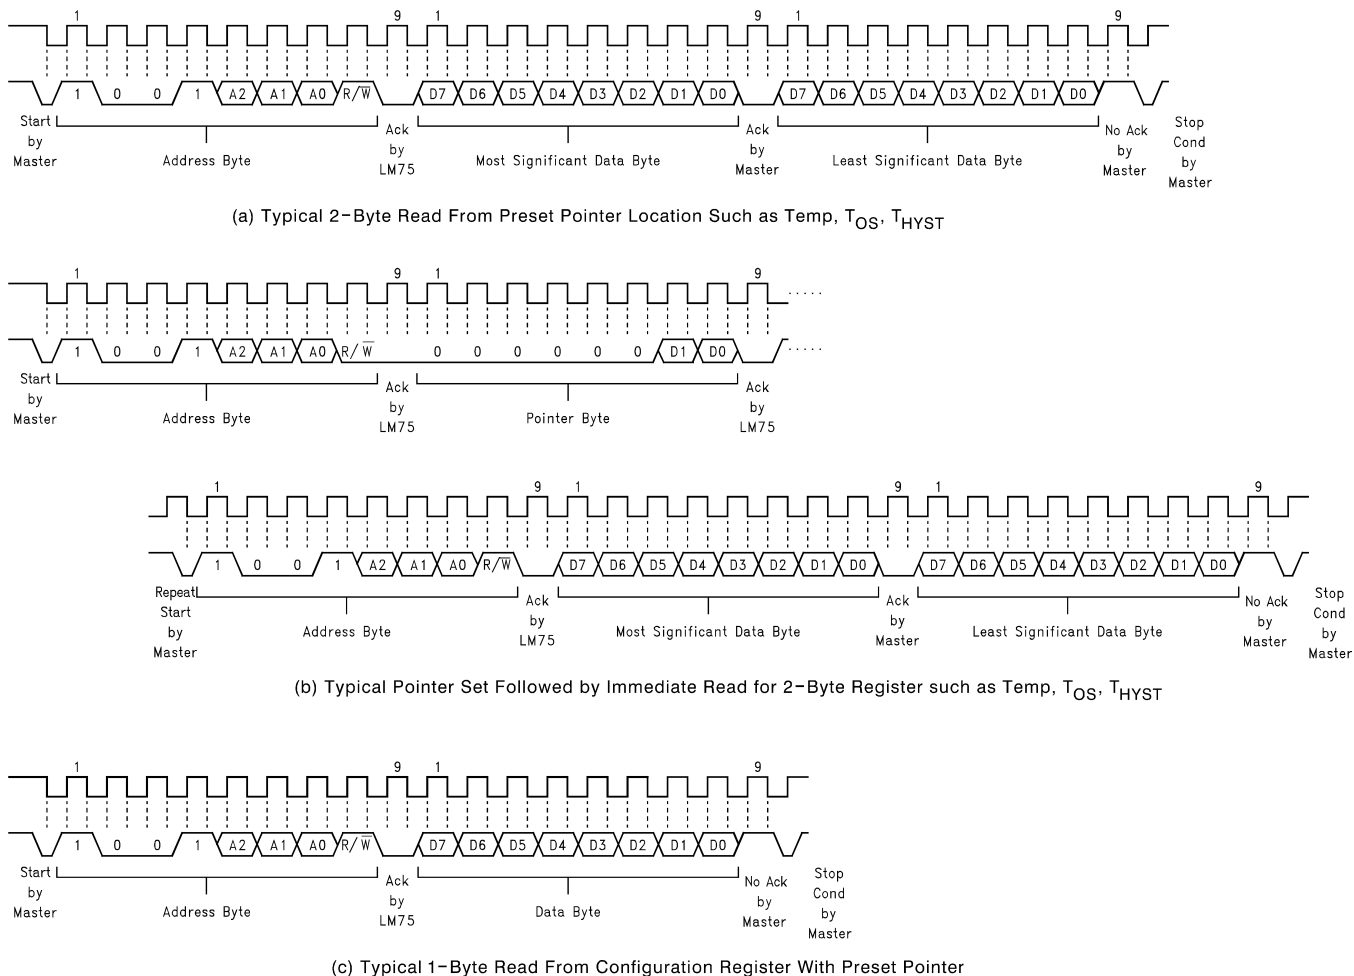 1 9 1 9 1 9
1 0 0 1 A2 A1 A0 R/W̅ D7 D6 D5 D4 D3 D2 D1 D0 D7 D6 D5 D4 D3 D2 D1 D0
Start by Master
Address Byte
Ack by LM75
Most Significant Data Byte
Ack by Master
Least Significant Data Byte
No Ack by Master
Stop Cond by Master
(a) Typical 2-Byte Read From Preset Pointer Location Such as Temp, TOS, THYST
1 9 1 9
.....
1 0 0 1 A2 A1 A0 R/W̅ 0 0 0 0 0 0 D1 D0
.....
Start by Master
Address Byte
Ack by LM75
Pointer Byte
Ack by LM75
1 9 1 9 1 9
1 0 0 1 A2 A1 A0 R/W̅ D7 D6 D5 D4 D3 D2 D1 D0 D7 D6 D5 D4 D3 D2 D1 D0
Repeat Start by Master
Address Byte
Ack by LM75
Most Significant Data Byte
Ack by Master
Least Significant Data Byte
No Ack by Master
Stop Cond by Master
(b) Typical Pointer Set Followed by Immediate Read for 2-Byte Register such as Temp, TOS, THYST
1 9 1 9
1 0 0 1 A2 A1 A0 R/W̅ D7 D6 D5 D4 D3 D2 D1 D0
Start by Master
Address Byte
Ack by LM75
Data Byte
No Ack by Master
Stop Cond by Master
(c) Typical 1-Byte Read From Configuration Register With Preset Pointer